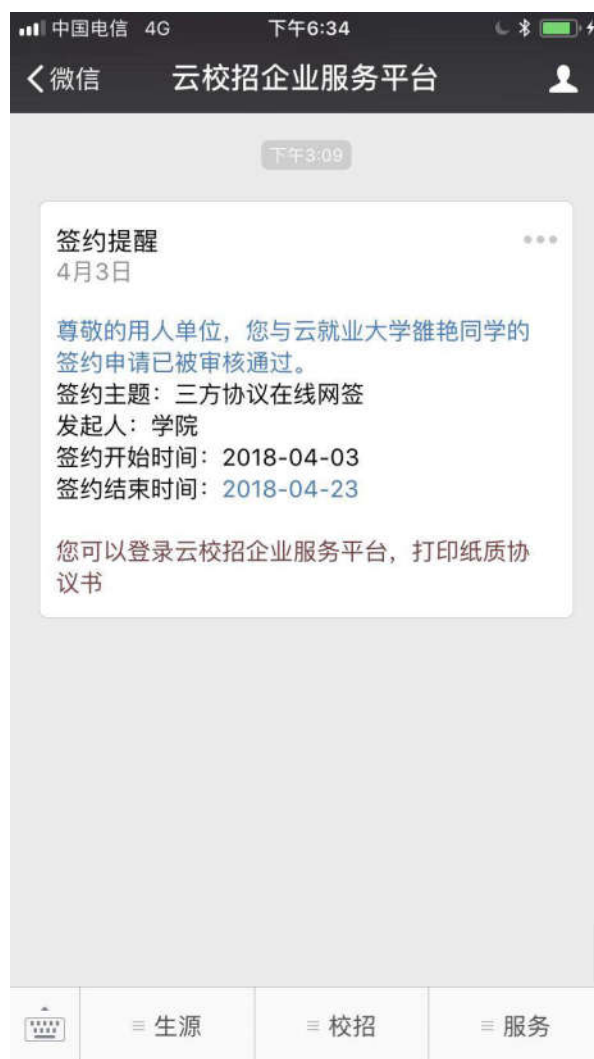 中国电信 4G 下午6:34
微信 云校招企业服务平台
下午3:09
签约提醒
4月3日
尊敬的用人单位，您与云就业大学雒艳同学的
签约申请已被审核通过。
签约主题：三方协议在线网签
发起人：学院
签约开始时间：2018-04-03
签约结束时间：2018-04-23
您可以登录云校招企业服务平台，打印纸质协
议书
生源 校招 服务